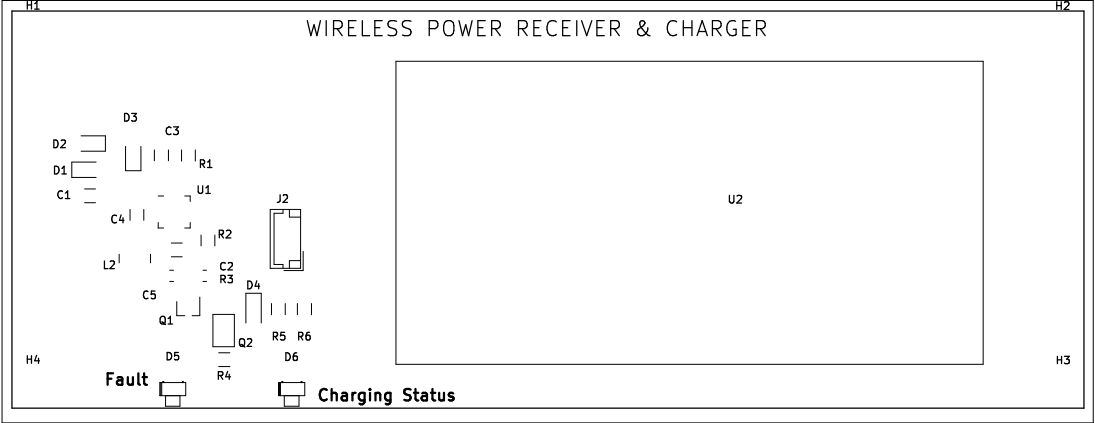 H1
H2
WIRELESS POWER RECEIVER & CHARGER
D3
C3
D2
R1
D1
U1
C1
J2
U2
C4
R2
L2
C2
R3
D4
C5
Q1
R5
R6
Q2
H4
D5
D6
H3
R4
Fault
Charging Status